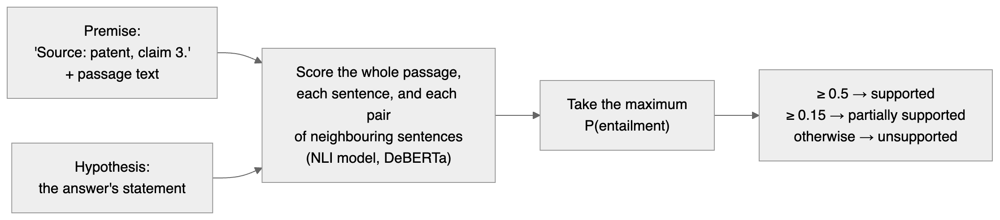 Premise:
'Source: patent, claim 3.'
+ passage text
Hypothesis:
the answer's statement
Score the whole passage,
each sentence, and each
pair
of neighbouring sentences
(NLI model, DeBERTa)
Take the maximum
P(entailment)
≥ 0.5 → supported
≥ 0.15 → partially supported
otherwise → unsupported